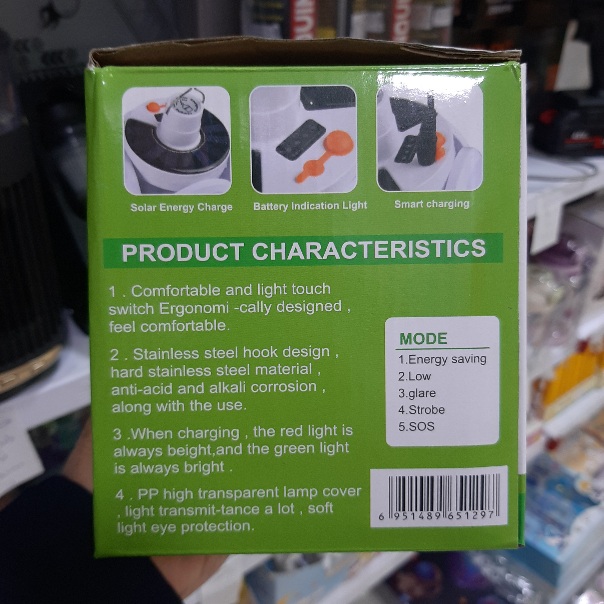 Solar Energy Charge
Battery Indication Light
Smart charging
PRODUCT CHARACTERISTICS
1 . Comfortable and light touch
switch Ergonomi -cally designed ,
feel comfortable.
2 . Stainless steel hook design ,
hard stainless steel material ,
anti-acid and alkali corrosion ,
along with the use.
3 .When charging , the red light is
always beight,and the green light
is always bright .
4 . PP high transparent lamp cover
, light transmit-tance a lot , soft
light eye protection.
MODE
1.Energy saving
2.Low
3.glare
4.Strobe
5.SOS
6 951489 651297